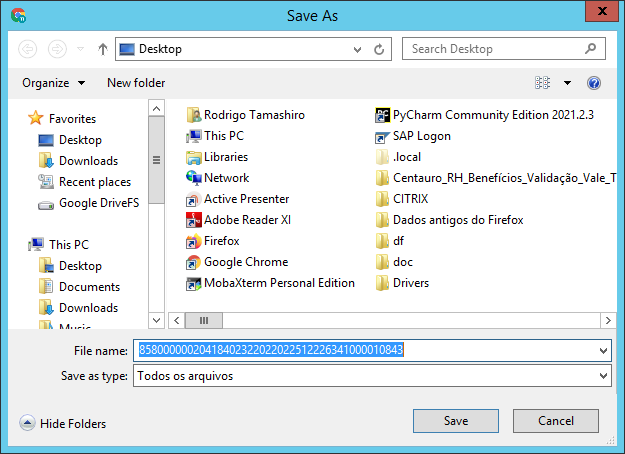 Save As
Desktop
Search Desktop
Organize
New folder
Favorites
Desktop
Downloads
Recent places
Google DriveFS
This PC
Desktop
Documents
Downloads
Music
Rodrigo Tamashiro
This PC
Libraries
Network
Active Presenter
Adobe Reader XI
Firefox
Google Chrome
MobaXterm Personal Edition
PyCharm Community Edition 2021.2.3
SAP Logon
.local
Centauro_RH_Benefícios_Validação_Vale_T
CITRIX
Dados antigos do Firefox
df
doc
Drivers
File name: 85800000020418402322022022512226341000010843
Save as type: Todos os arquivos
Hide Folders
Save
Cancel